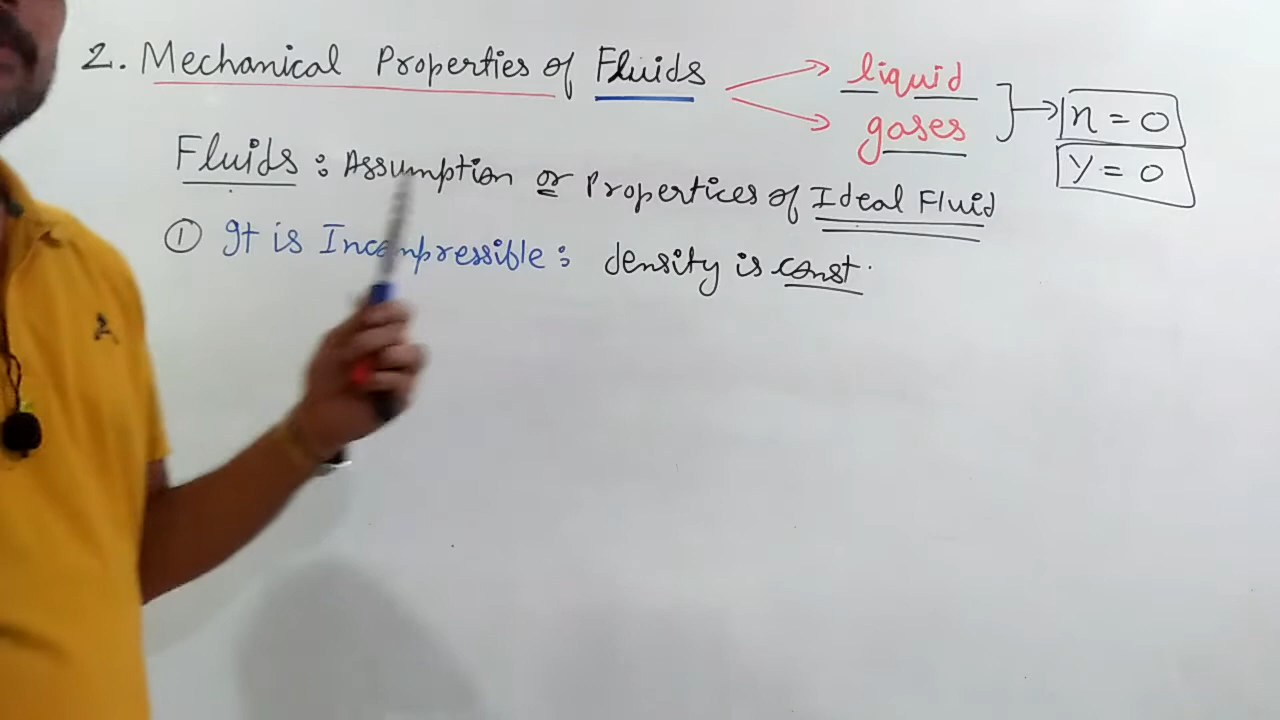 2. Mechanical Properties of Fluids
liquid
gases
η = 0
Y = 0
Fluids : Assumption or Propertices of Ideal Fluid
① It is Incompressible : density is const.